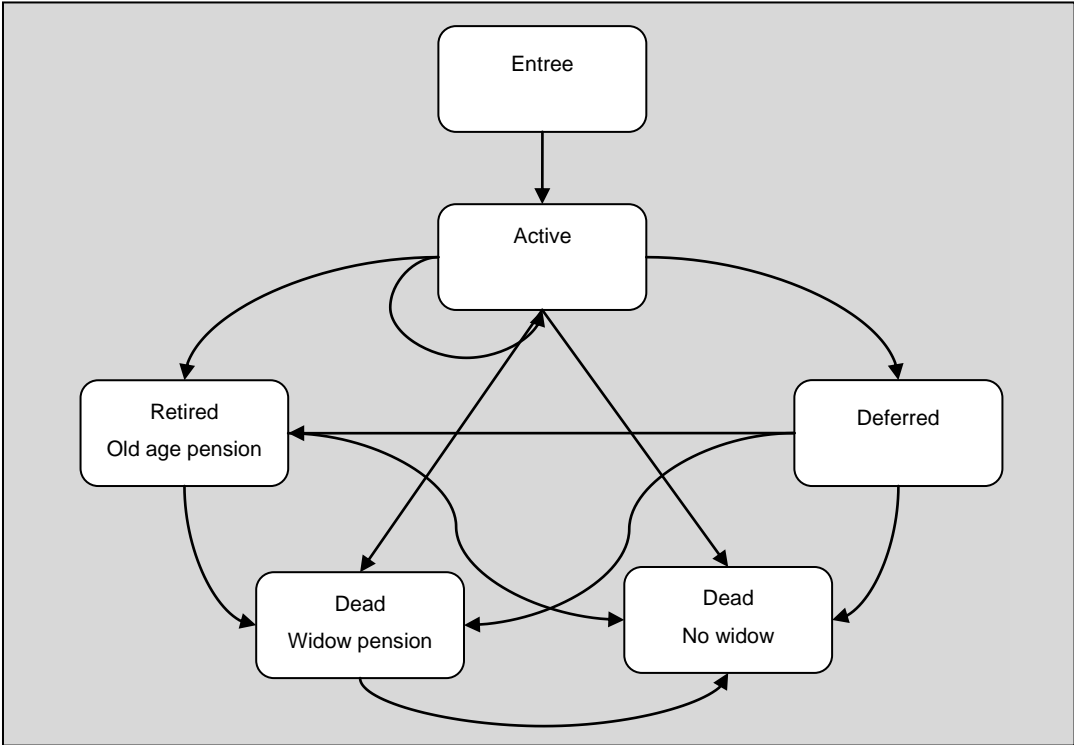 Entree
Active
Retired
Old age pension
Deferred
Dead
Widow pension
Dead
No widow